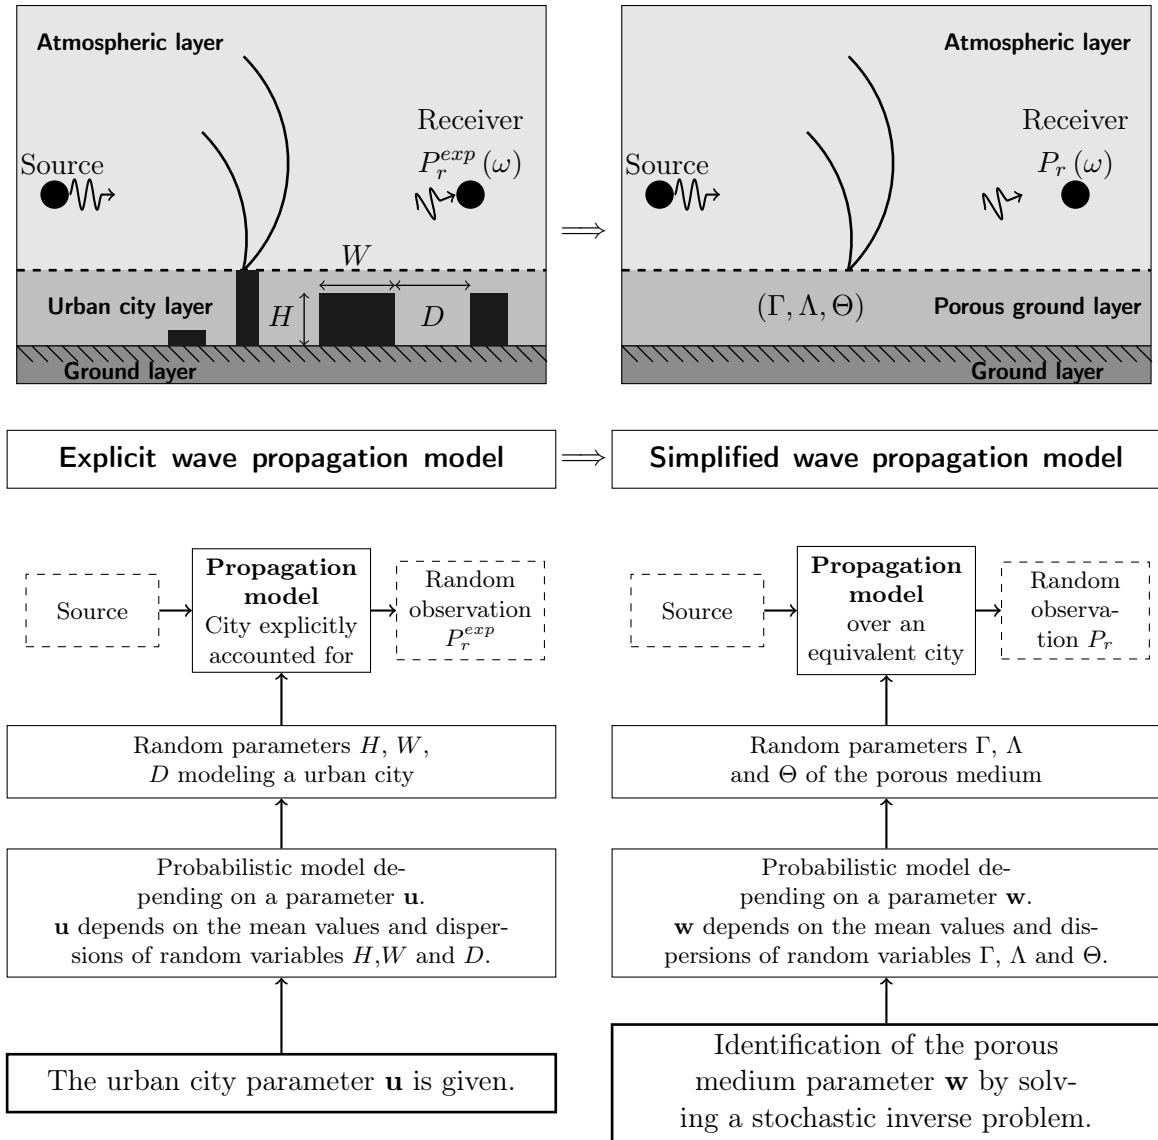 Atmospheric layer
Receiver
P_r^{exp} (ω)
Source
W
Urban city layer
H
D
Ground layer
⟹
Atmospheric layer
Receiver
P_r (ω)
Source
(Γ, Λ, Θ)
Porous ground layer
Ground layer
Explicit wave propagation model
⟹
Simplified wave propagation model
Source
Propagation
model
City explicitly
accounted for
Random
observation
P_r^{exp}
Random parameters H, W,
D modeling a urban city
Probabilistic model de-
pending on a parameter u.
u depends on the mean values and disper-
sions of random variables H,W and D.
The urban city parameter u is given.
Source
Propagation
model
over an
equivalent city
Random
observa-
tion P_r
Random parameters Γ, Λ
and Θ of the porous medium
Probabilistic model de-
pending on a parameter w.
w depends on the mean values and dis-
persions of random variables Γ, Λ and Θ.
Identification of the porous
medium parameter w by solv-
ing a stochastic inverse problem.